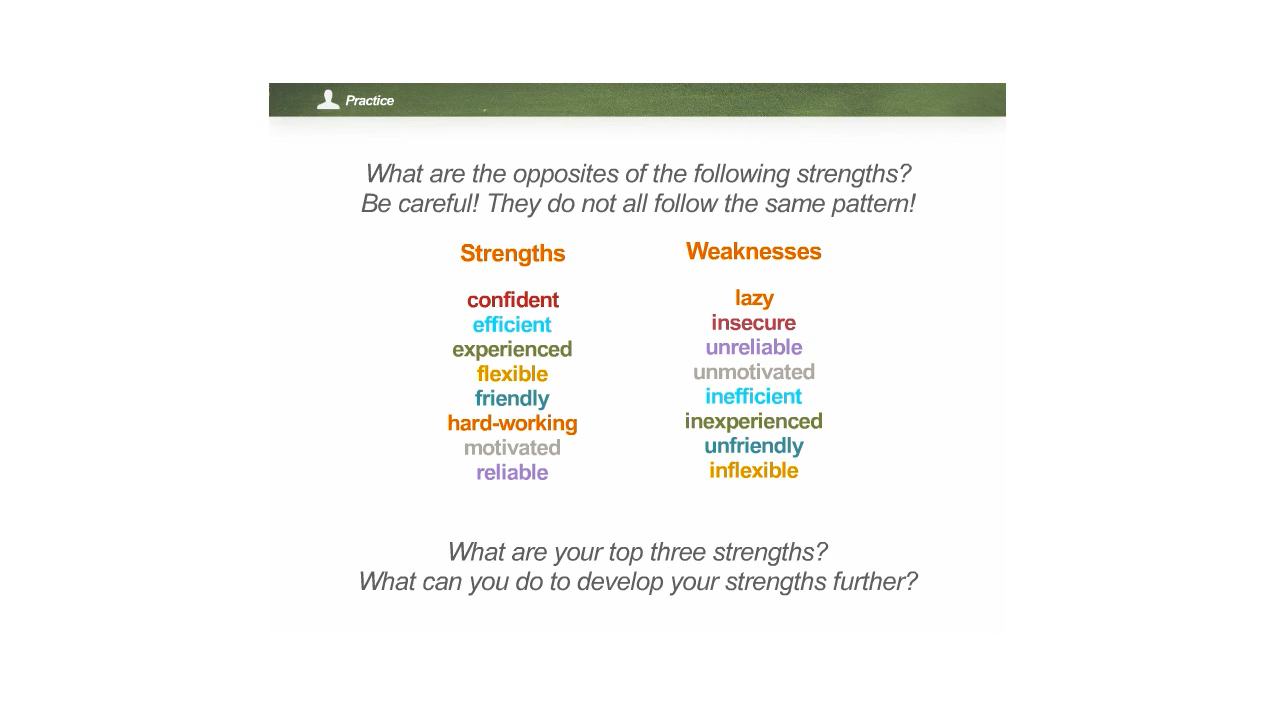 Practice
What are the opposites of the following strengths?
Be careful! They do not all follow the same pattern!
Strengths
confident
efficient
experienced
flexible
friendly
hard-working
motivated
reliable
Weaknesses
lazy
insecure
unreliable
unmotivated
inefficient
inexperienced
unfriendly
inflexible
What are your top three strengths?
What can you do to develop your strengths further?